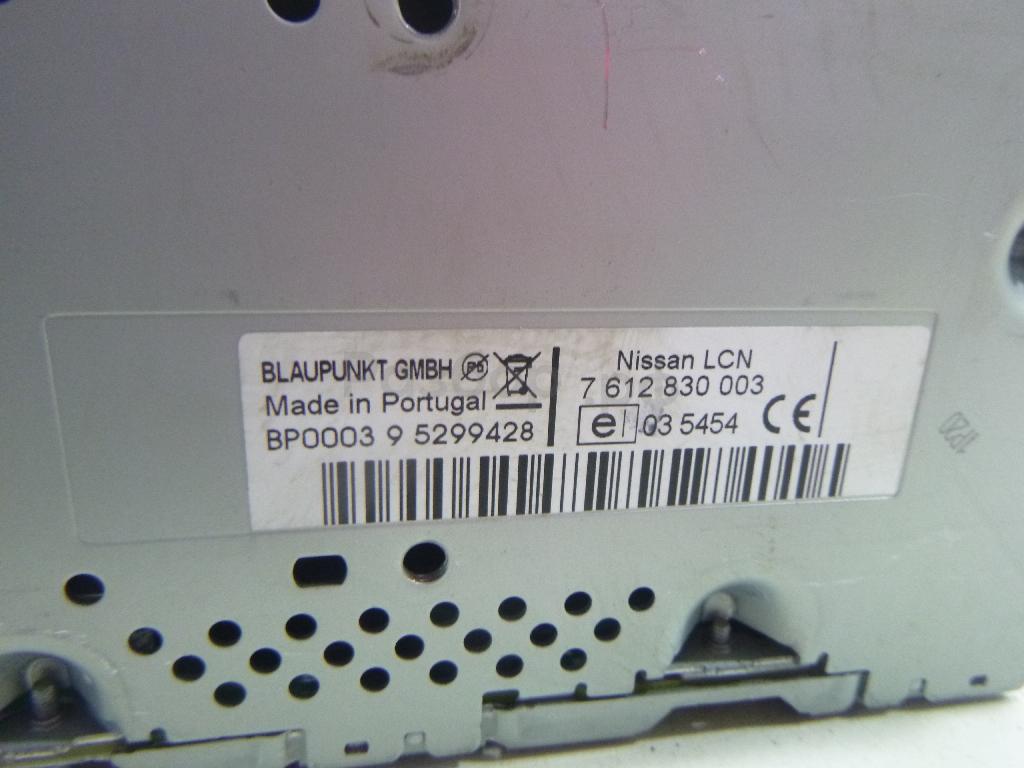 BLAUPUNKT GMBH
Made in Portugal
BP0003 9 5299428
Nissan LCN
7 612 830 003
e 03 5454 CE